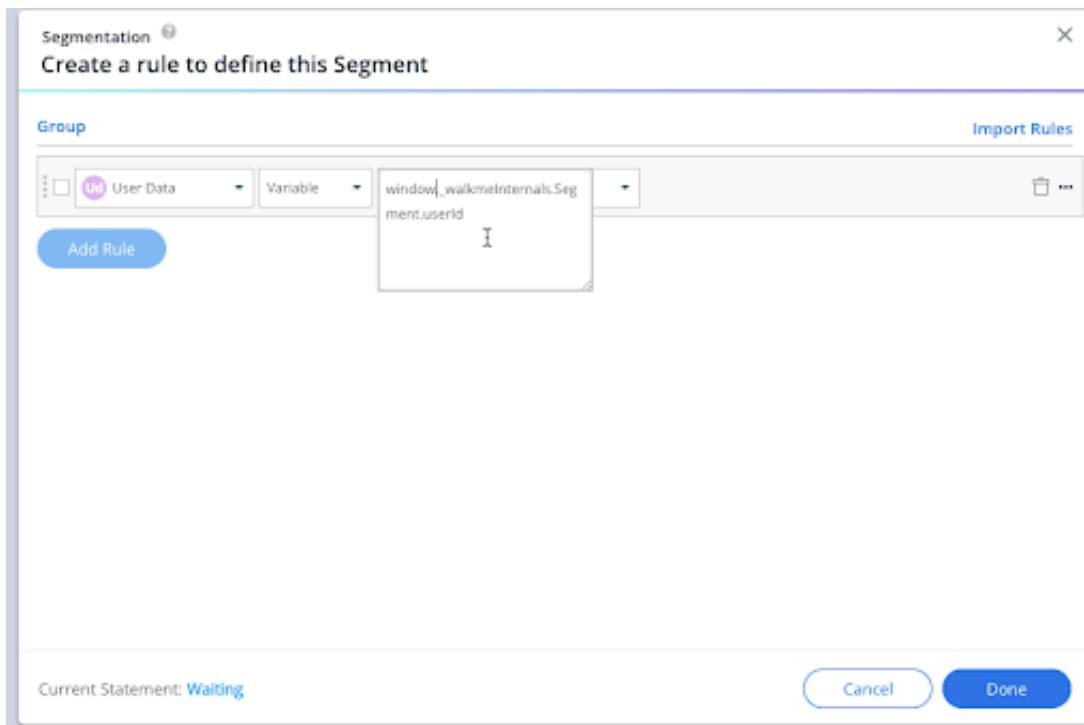 Segmentation ?
Create a rule to define this Segment
Group
Import Rules
Ud User Data
Variable
window._walkmeInternals.Seg
ment.userId
Add Rule
Current Statement: Waiting
Cancel
Done